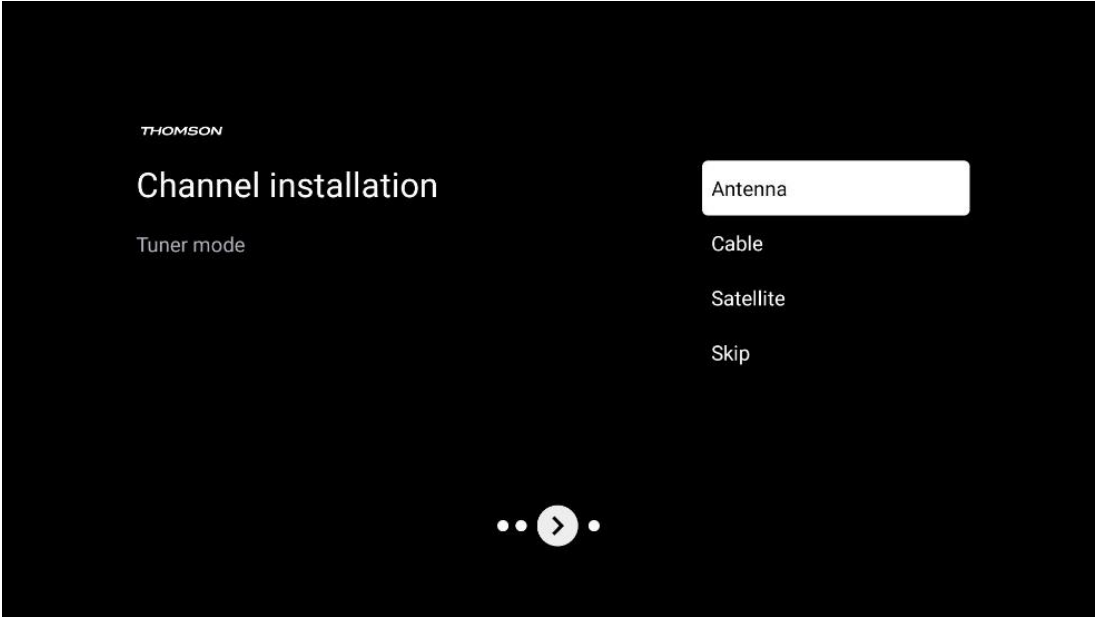 THOMSON
Channel installation
Tuner mode
Antenna
Cable
Satellite
Skip